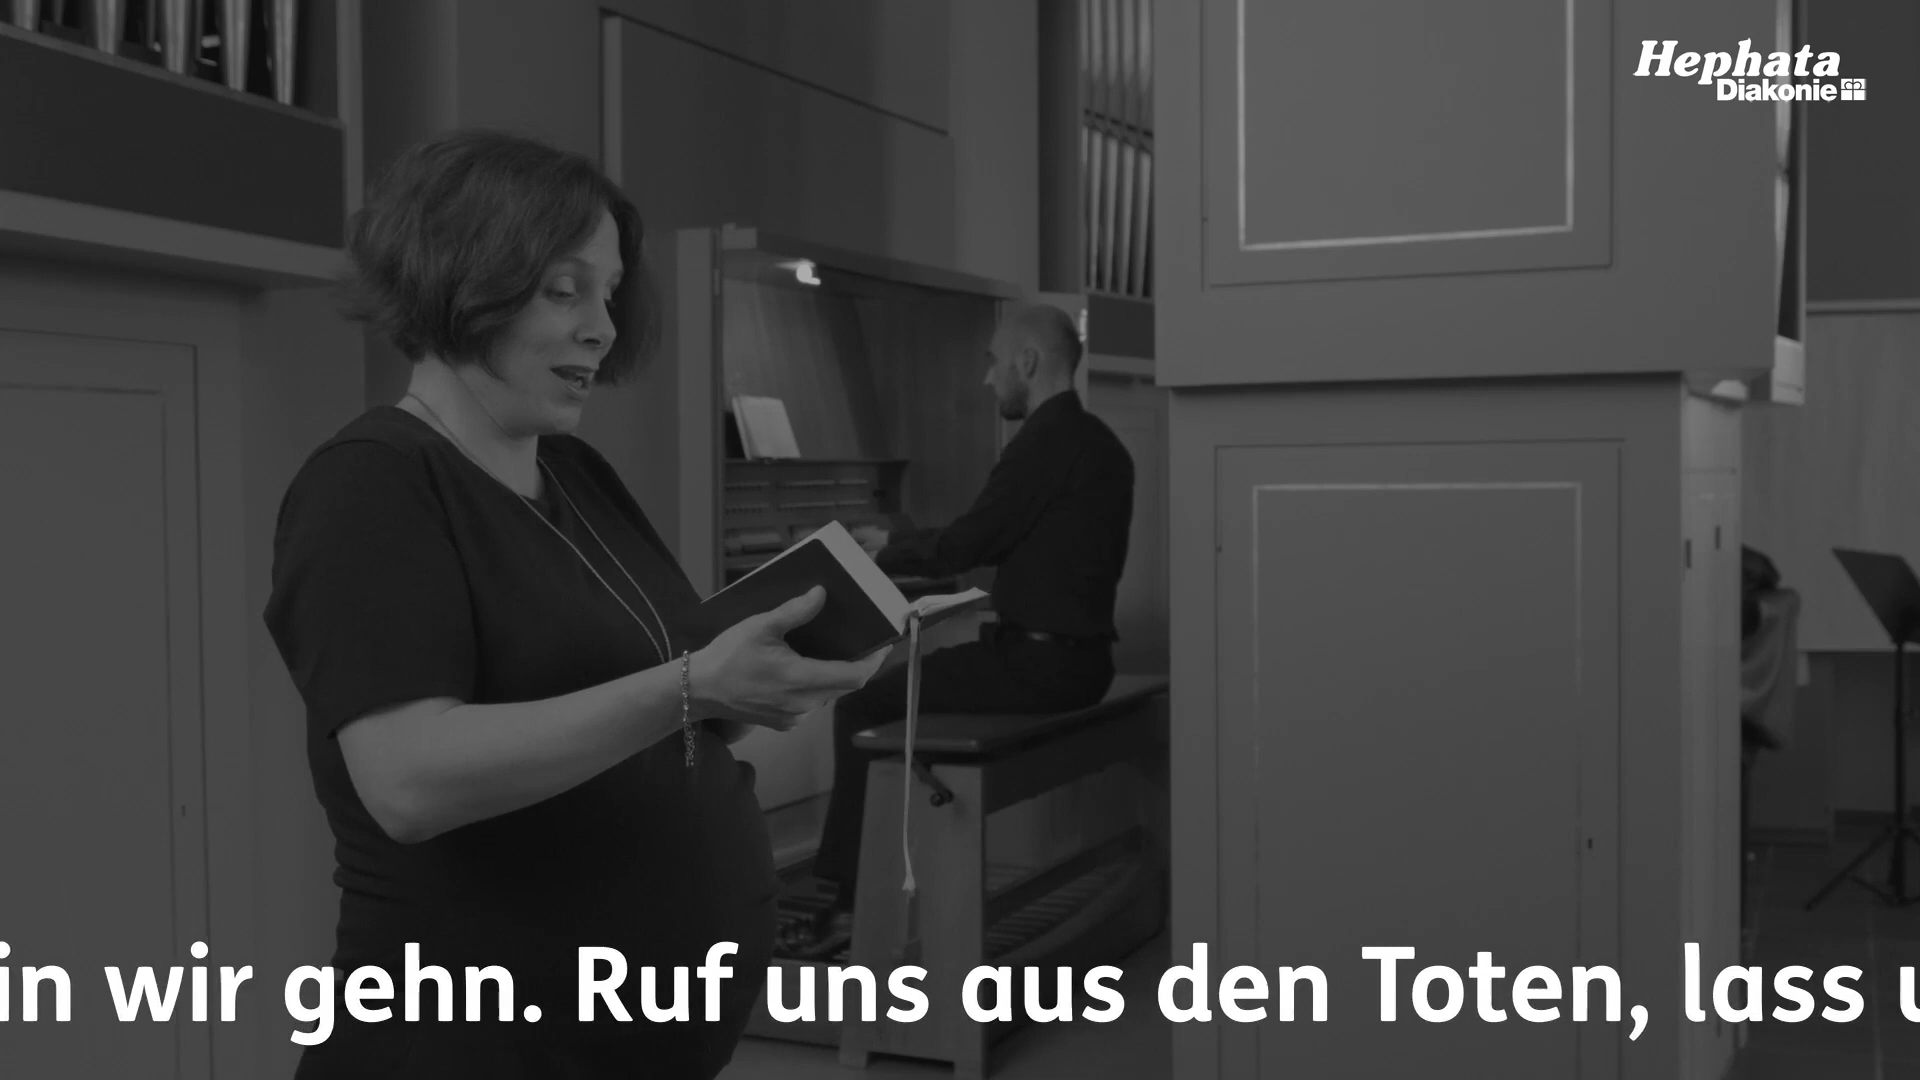 Hephata
Diakonie
in wir gehn. Ruf uns aus den Toten, lass